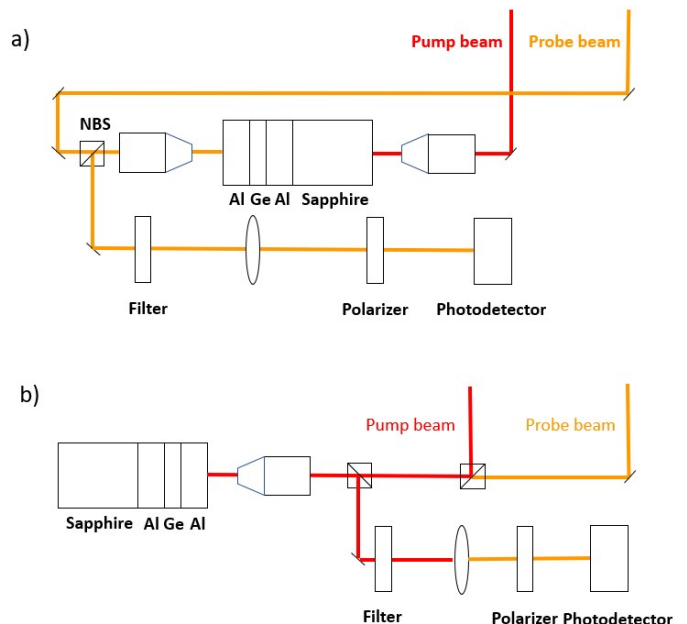 a)
Pump beam Probe beam
NBS
Al Ge Al Sapphire
Filter Polarizer Photodetector
b)
Pump beam Probe beam
Sapphire Al Ge Al
Filter Polarizer Photodetector